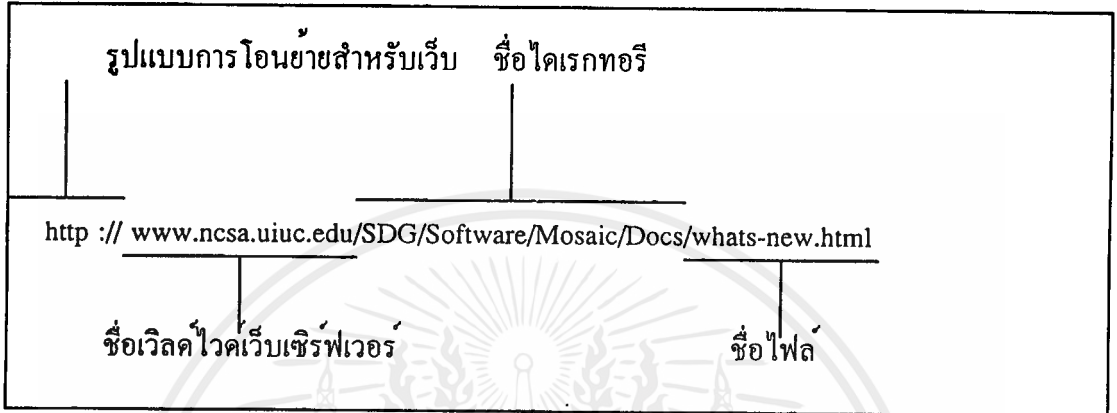 รูปแบบการโอนย้ายสำหรับเว็บ ชื่อไดเรกทอรี
http :// www.ncsa.uiuc.edu/SDG/Software/Mosaic/Docs/whats-new.html
ชื่อเวิลด์ไวด์เว็บเซิร์ฟเวอร์ ชื่อไฟล์